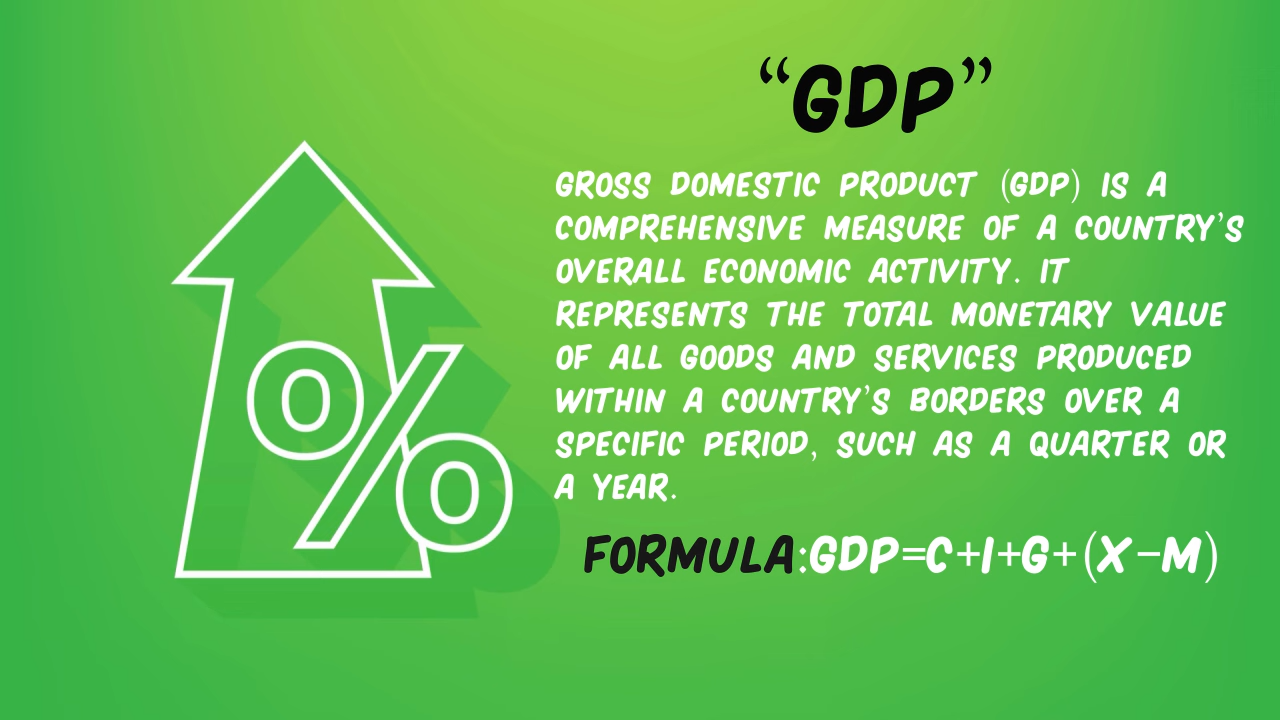 “GDP”
GROSS DOMESTIC PRODUCT (GDP) IS A
COMPREHENSIVE MEASURE OF A COUNTRY’S
OVERALL ECONOMIC ACTIVITY. IT
REPRESENTS THE TOTAL MONETARY VALUE
OF ALL GOODS AND SERVICES PRODUCED
WITHIN A COUNTRY’S BORDERS OVER A
SPECIFIC PERIOD, SUCH AS A QUARTER OR
A YEAR.
FORMULA:GDP=C+I+G+(X−M)
%